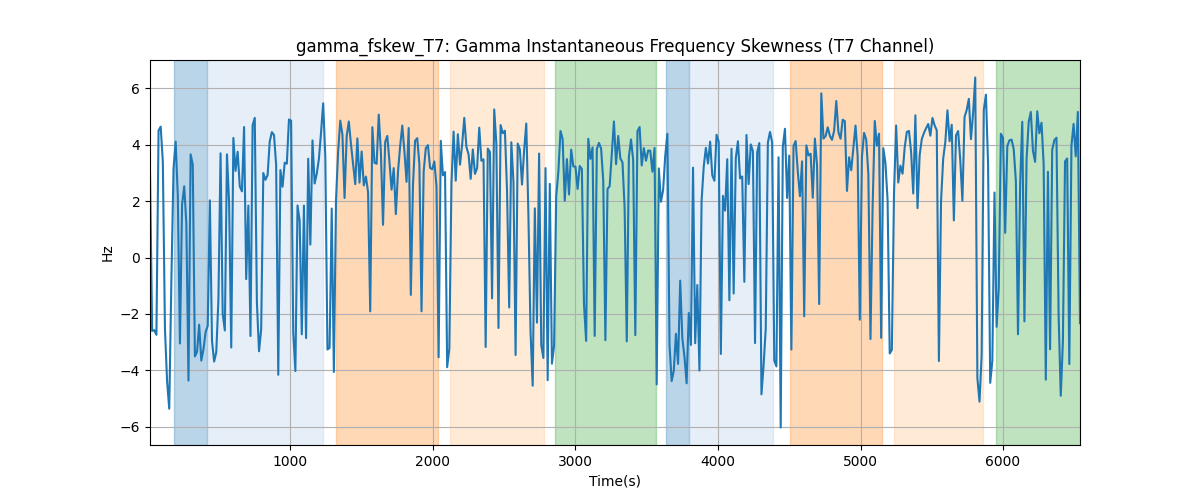 gamma_fskew_T7: Gamma Instantaneous Frequency Skewness (T7 Channel)
6
4
2
0
−2
−4
−6
Hz
1000 2000 3000 4000 5000 6000
Time(s)